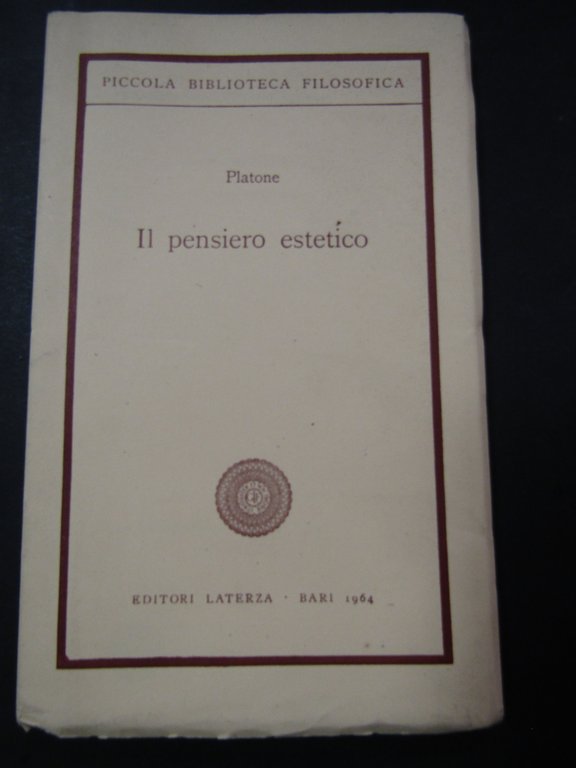 PICCOLA BIBLIOTECA FILOSOFICA
Platone
Il pensiero estetico
EDITORI LATERZA · BARI 1964